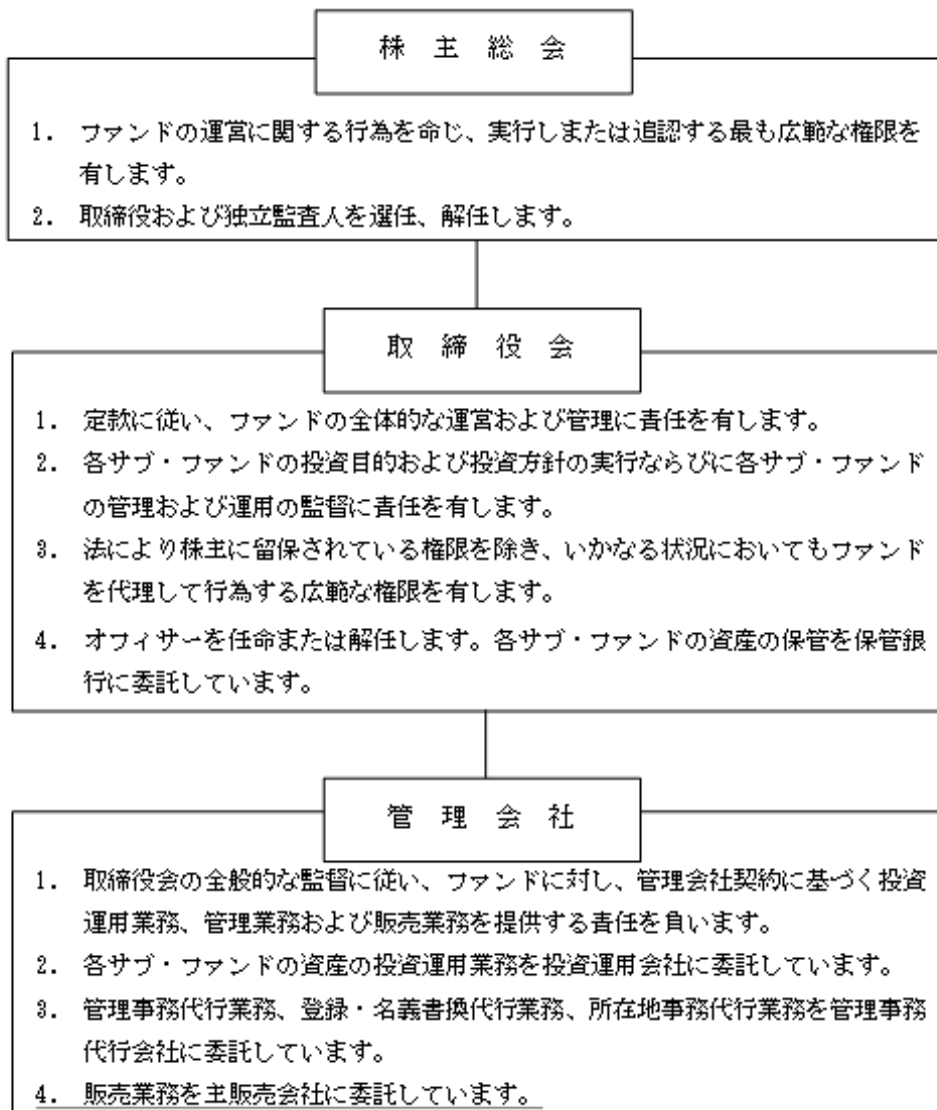 株主総会
1. ファンドの運営に関する行為を命じ、実行しまたは追認する最も広範な権限を
有します。
2. 取締役および独立監査人を選任、解任します。
取締役会
1. 定款に従い、ファンドの全体的な運営および管理に責任を有します。
2. 各サブ・ファンドの投資目的および投資方針の実行ならびに各サブ・ファンド
の管理および運用の監督に責任を有します。
3. 法により株主に留保されている権限を除き、いかなる状況においてもファンド
を代理して行為する広範な権限を有します。
4. オフィサーを任命または解任します。各サブ・ファンドの資産の保管を保管銀
行に委託しています。
管理会社
1. 取締役会の全般的な監督に従い、ファンドに対し、管理会社契約に基づく投資
運用業務、管理業務および販売業務を提供する責任を負います。
2. 各サブ・ファンドの資産の投資運用業務を投資運用会社に委託しています。
3. 管理事務代行業務、登録・名義書換代行業務、所在地事務代行業務を管理事務
代行会社に委託しています。
4. 販売業務を主販売会社に委託しています。